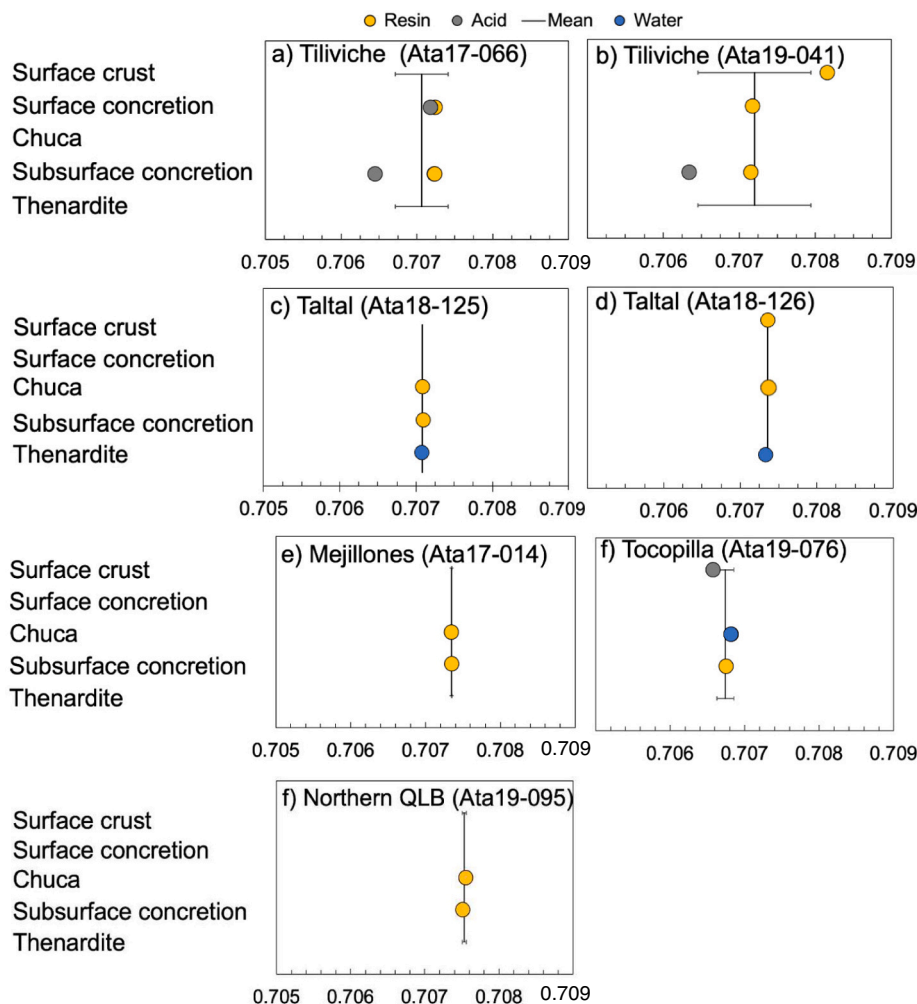 Resin Acid Mean Water
a) Tiliviche (Ata17-066) b) Tiliviche (Ata19-041)
Surface crust
Surface concretion
Chuca
Subsurface concretion
Thenardite
0.705 0.706 0.707 0.708 0.709 0.706 0.707 0.708 0.709
c) Taltal (Ata18-125) d) Taltal (Ata18-126)
Surface crust
Surface concretion
Chuca
Subsurface concretion
Thenardite
0.705 0.706 0.707 0.708 0.709 0.706 0.707 0.708 0.709
e) Mejillones (Ata17-014) f) Tocopilla (Ata19-076)
Surface crust
Surface concretion
Chuca
Subsurface concretion
Thenardite
0.705 0.706 0.707 0.708 0.709 0.706 0.707 0.708 0.709
f) Northern QLB (Ata19-095)
Surface crust
Surface concretion
Chuca
Subsurface concretion
Thenardite
0.705 0.706 0.707 0.708 0.709